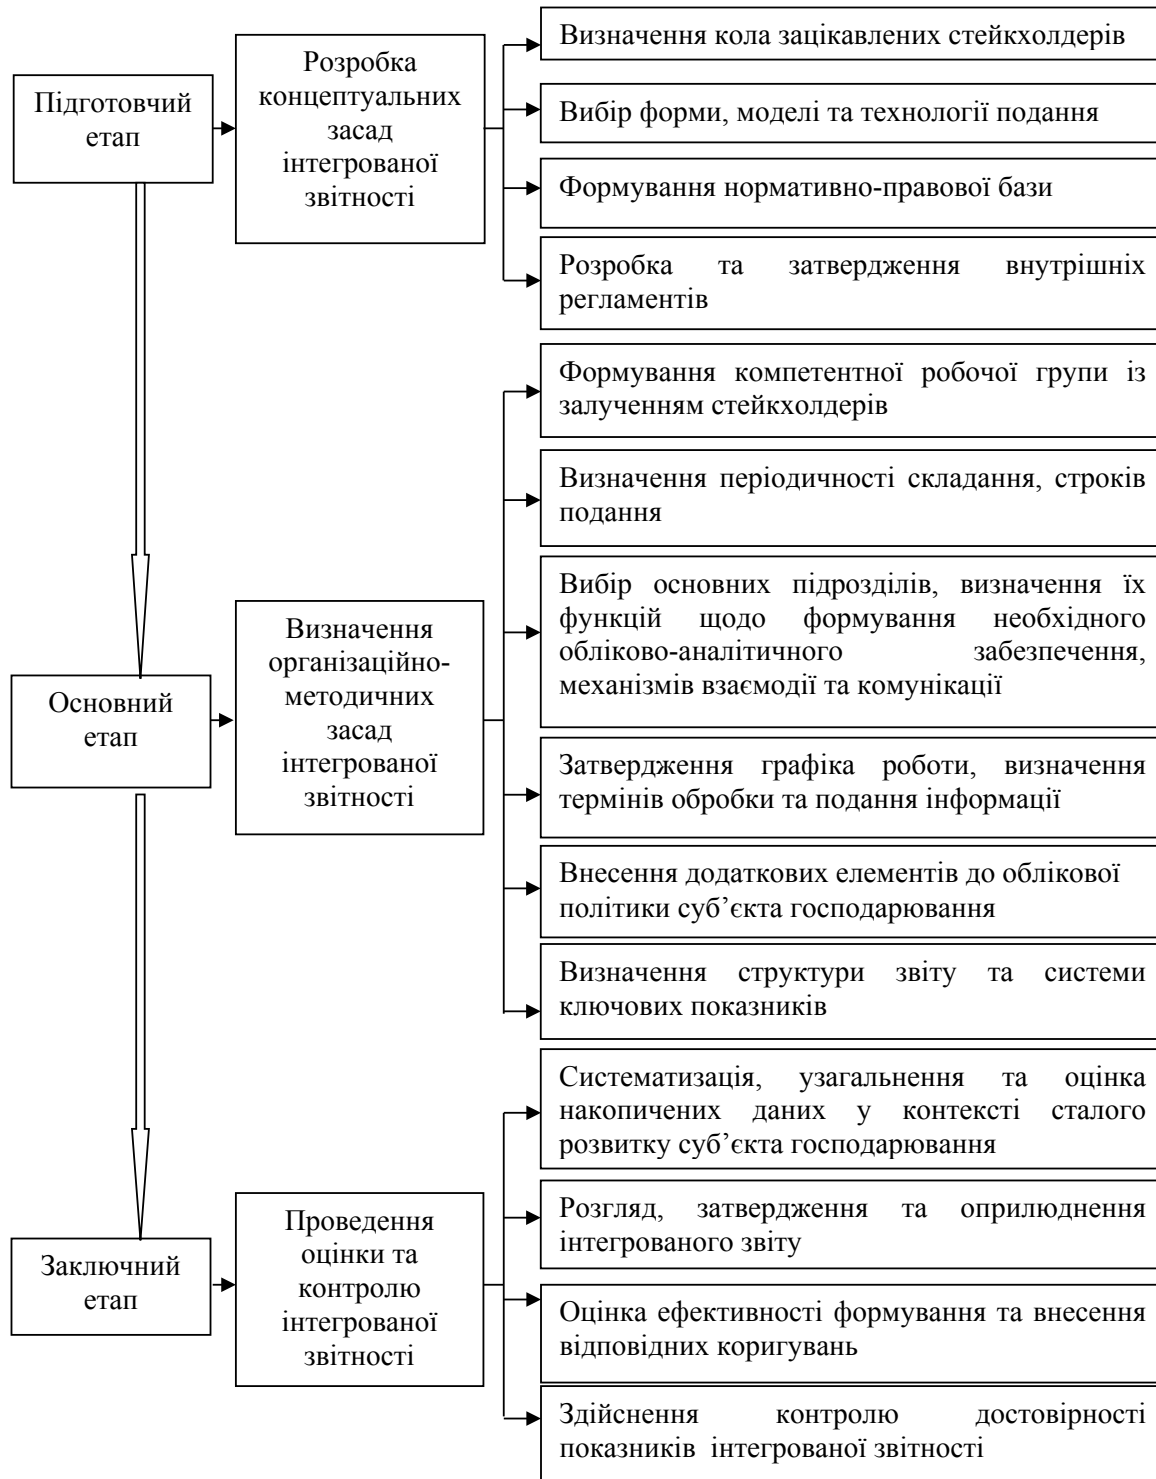 Підготовчий
етап
Розробка
концептуальних
засад
інтегрованої
звітності
Визначення кола зацікавлених стейкхолдерів
Вибір форми, моделі та технології подання
Формування нормативно-правової бази
Розробка та затвердження внутрішніх
регламентів
Основний
етап
Визначення
організаційно-
методичних
засад
інтегрованої
звітності
Формування компетентної робочої групи із
залученням стейкхолдерів
Визначення періодичності складання, строків
подання
Вибір основних підрозділів, визначення їх
функцій щодо формування необхідного
обліково-аналітичного забезпечення,
механізмів взаємодії та комунікації
Затвердження графіка роботи, визначення
термінів обробки та подання інформації
Внесення додаткових елементів до облікової
політики суб’єкта господарювання
Визначення структури звіту та системи
ключових показників
Заключний
етап
Проведення
оцінки та
контролю
інтегрованої
звітності
Систематизація, узагальнення та оцінка
накопичених даних у контексті сталого
розвитку суб’єкта господарювання
Розгляд, затвердження та оприлюднення
інтегрованого звіту
Оцінка ефективності формування та внесення
відповідних коригувань
Здійснення контролю достовірності
показників інтегрованої звітності